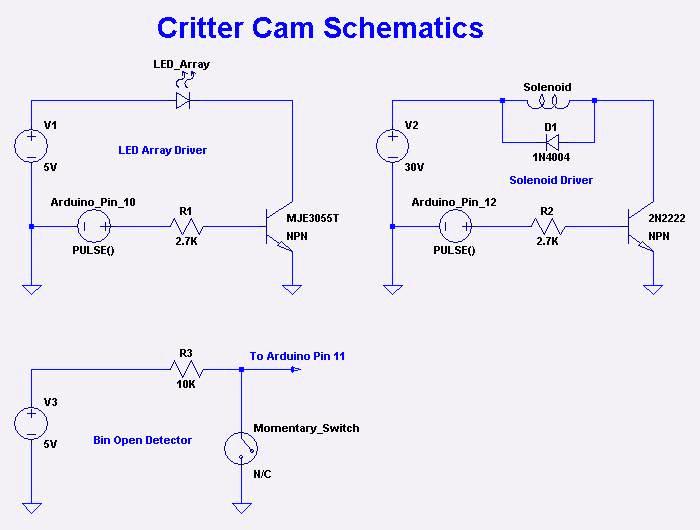 Critter Cam Schematics
LED_Array
V1
5V
LED Array Driver
Arduino_Pin_10
PULSE()
R1
2.7K
MJE3055T
NPN
Solenoid
D1
1N4004
V2
30V
Solenoid Driver
Arduino_Pin_12
PULSE()
R2
2.7K
2N2222
NPN
R3
10K
To Arduino Pin 11
V3
5V
Bin Open Detector
Momentary_Switch
N/C